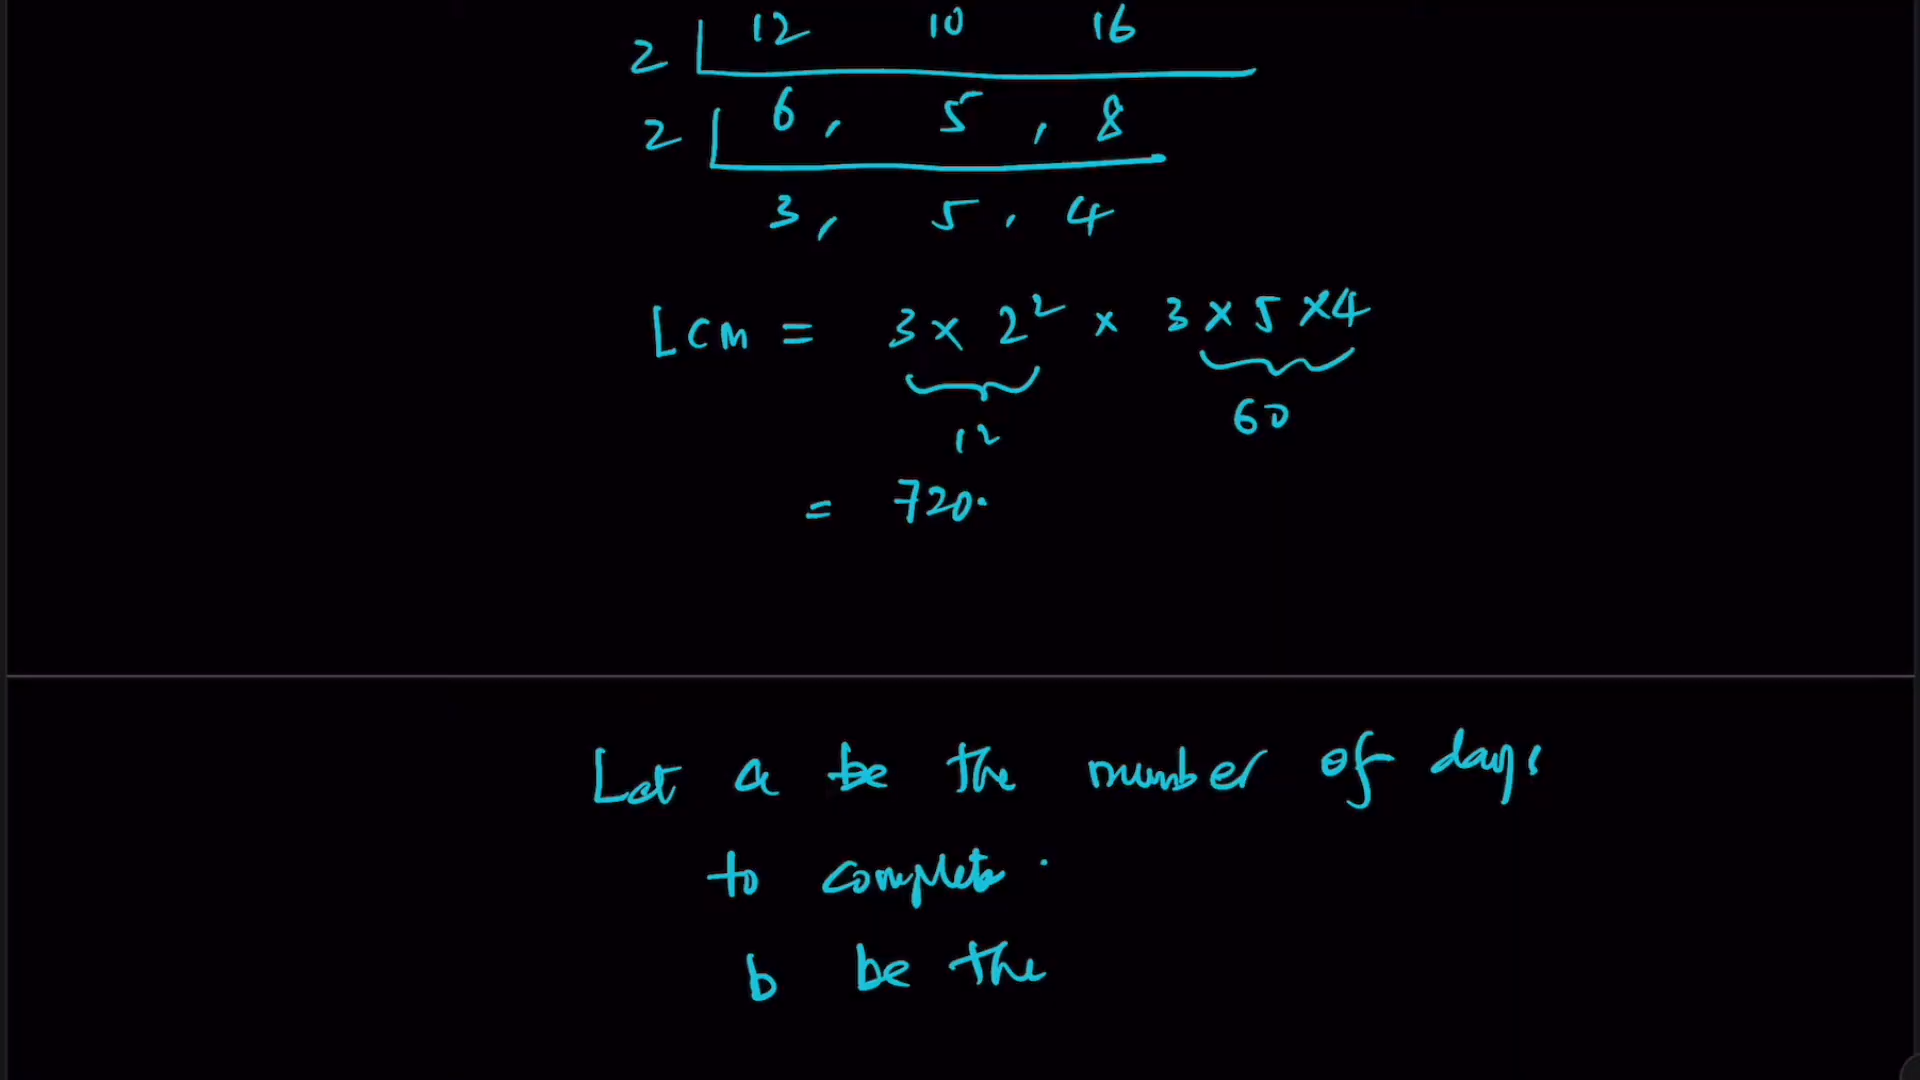 2 12 10 16
2 6, 5, 8
3, 5, 4
LCM = 3 × 2² × 3 × 5 × 4
12 60
= 720.
Let a be the number of days
to complete.
b be the